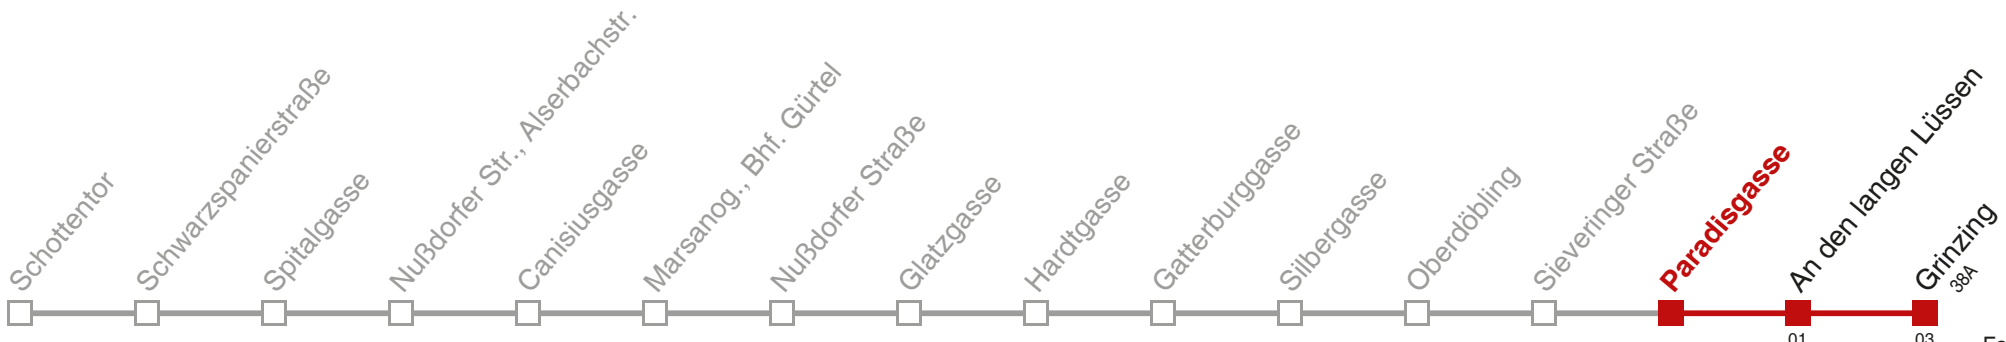 Schottentor
Schwarzspanierstraße
Spitalgasse
Nußdorfer Str., Alserbachstr.
Canisiusgasse
Marsanog., Bhf. Gürtel
Nußdorfer Straße
Glatzgasse
Hardtgasse
Gatterburggasse
Silbergasse
Oberdöbling
Sieveringer Straße
Paradisgasse
An den langen Lüssen
Grinzing
38A
01
03